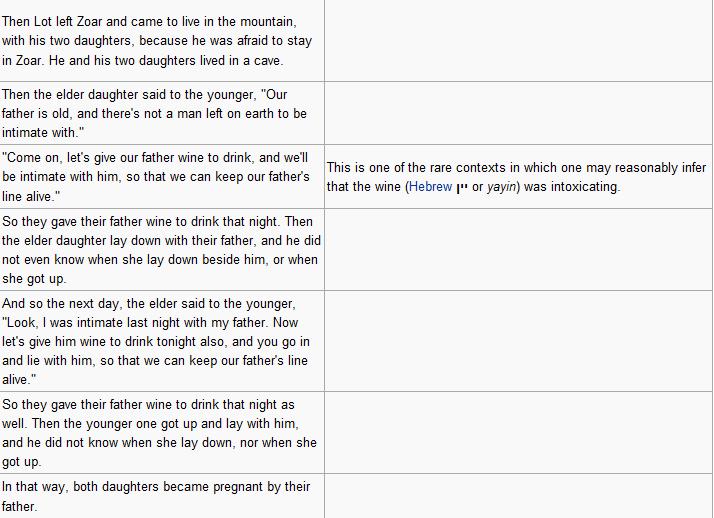 Then Lot left Zoar and came to live in the mountain,
with his two daughters, because he was afraid to stay
in Zoar. He and his two daughters lived in a cave.
Then the elder daughter said to the younger, "Our
father is old, and there's not a man left on earth to be
intimate with."
"Come on, let's give our father wine to drink, and we'll
be intimate with him, so that we can keep our father's
line alive."
This is one of the rare contexts in which one may reasonably infer
that the wine (Hebrew יין or yayin) was intoxicating.
So they gave their father wine to drink that night. Then
the elder daughter lay down with their father, and he did
not even know when she lay down beside him, or when
she got up.
And so the next day, the elder said to the younger,
"Look, I was intimate last night with my father. Now
let's give him wine to drink tonight also, and you go in
and lie with him, so that we can keep our father's line
alive."
So they gave their father wine to drink that night as
well. Then the younger one got up and lay with him,
and he did not know when she lay down, nor when she
got up.
In that way, both daughters became pregnant by their
father.